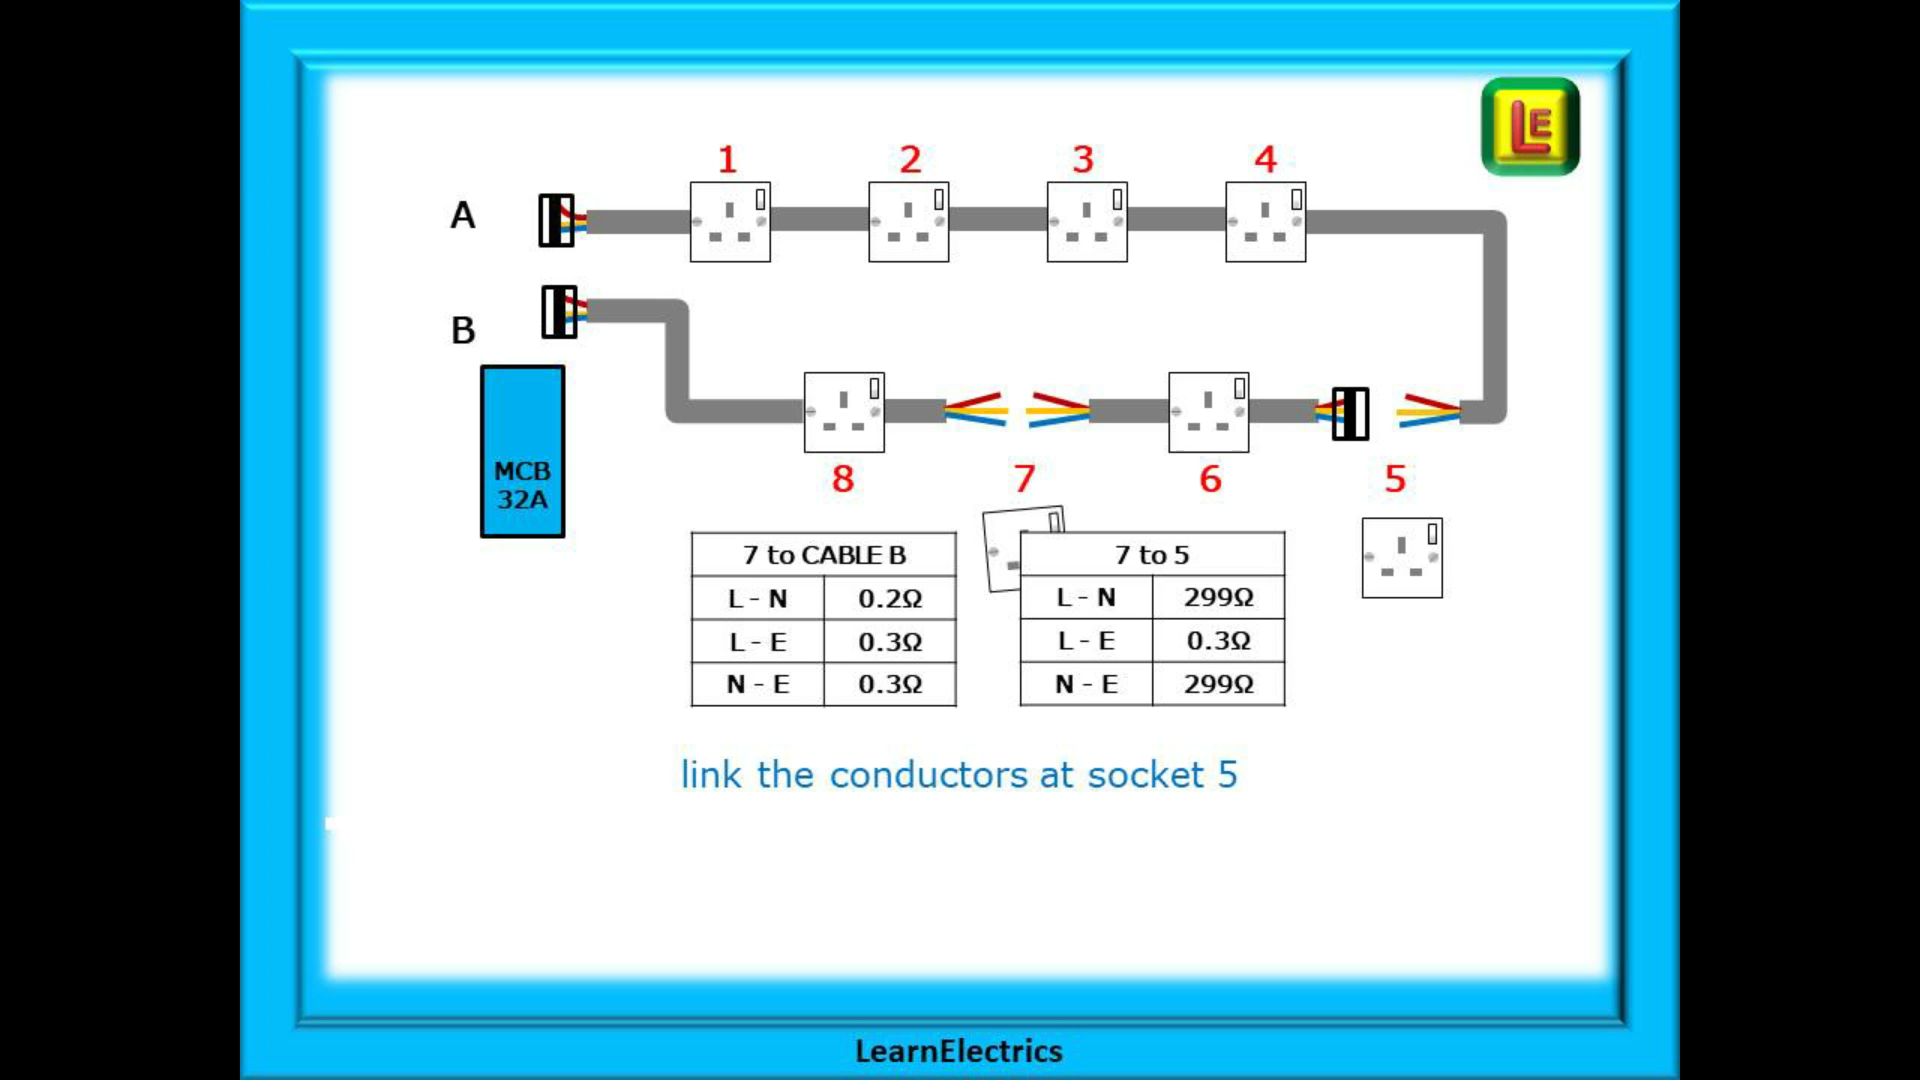 LE
1 2 3 4
A
B
MCB
32A
8 7 6 5
7 to CABLE B
L - N 0.2Ω
L - E 0.3Ω
N - E 0.3Ω
7 to 5
L - N 299Ω
L - E 0.3Ω
N - E 299Ω
link the conductors at socket 5
LearnElectrics